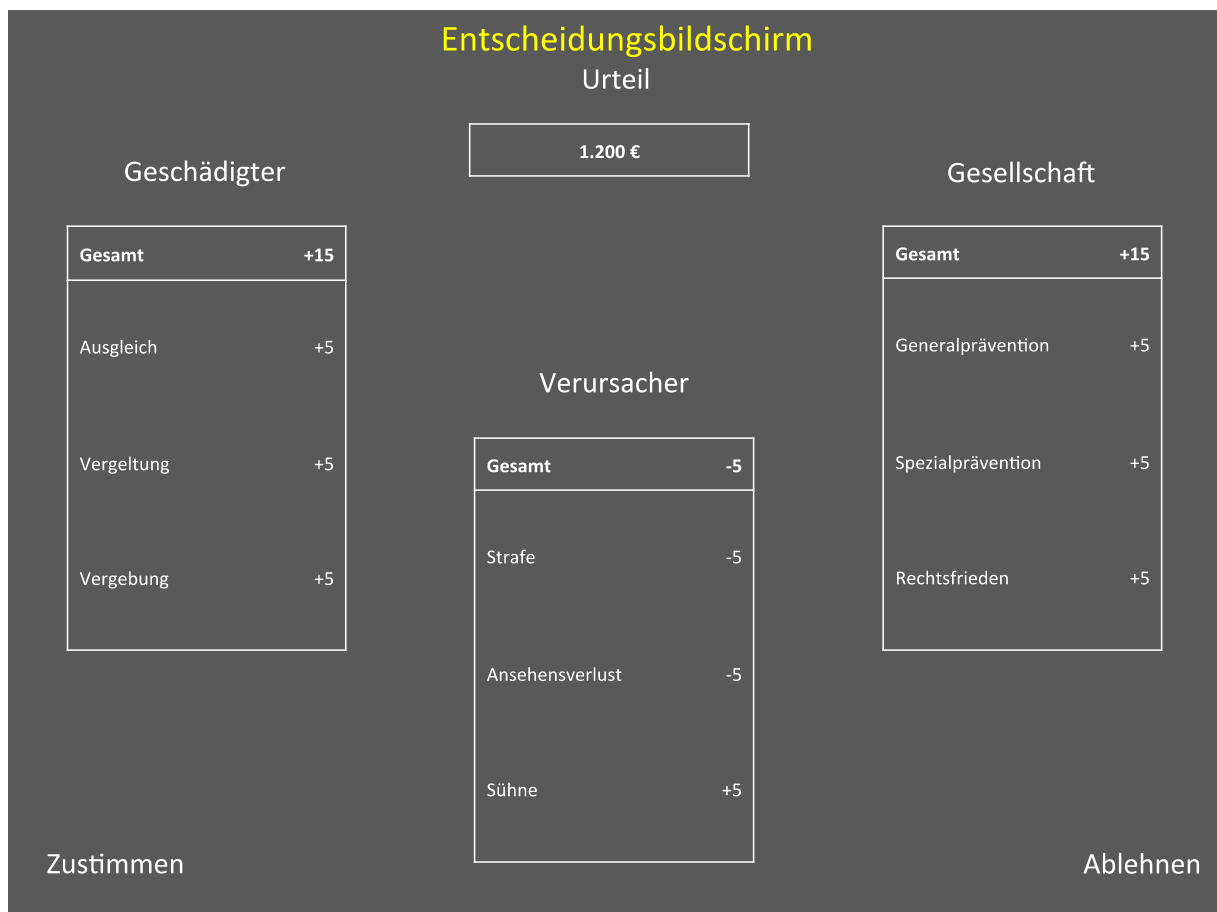 Entscheidungsbildschirm
Urteil
1.200 €
Geschädigter
Gesamt +15
Ausgleich +5
Vergeltung +5
Vergebung +5
Verursacher
Gesamt -5
Strafe -5
Ansehensverlust -5
Sühne +5
Gesellschaft
Gesamt +15
Generalprävention +5
Spezialprävention +5
Rechtsfrieden +5
Zustimmen
Ablehnen